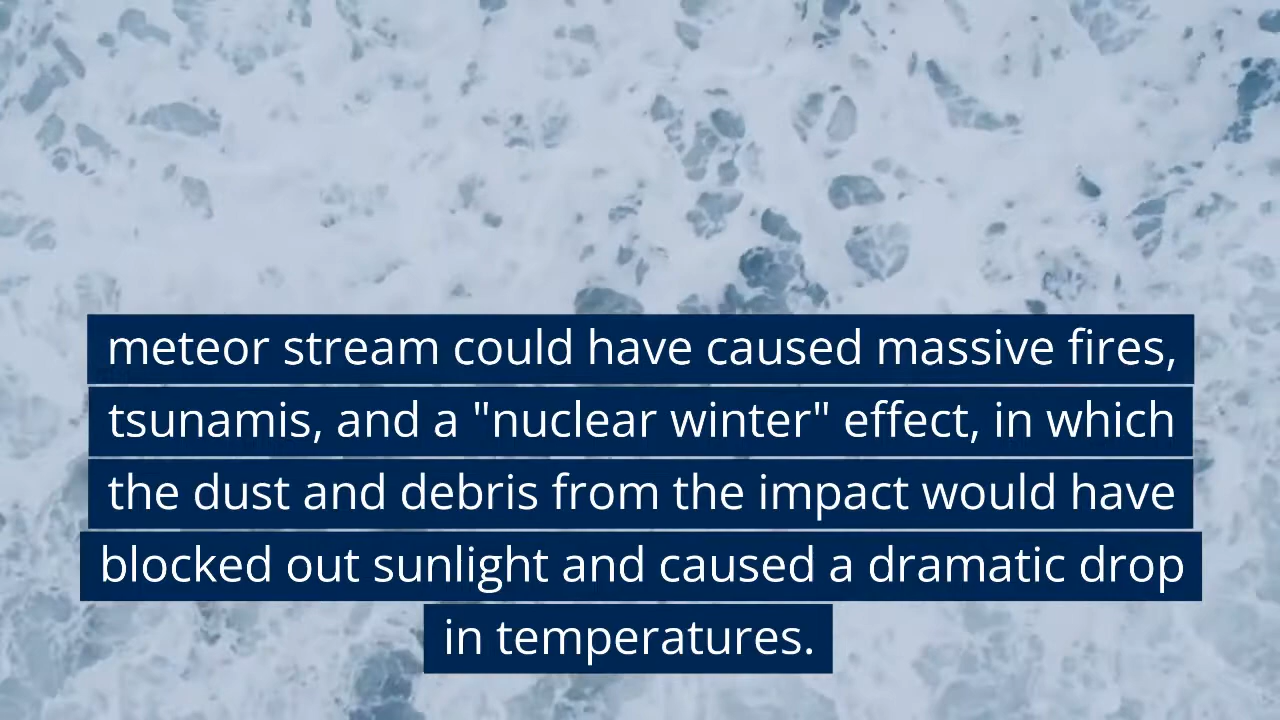 meteor stream could have caused massive fires,
tsunamis, and a "nuclear winter" effect, in which
the dust and debris from the impact would have
blocked out sunlight and caused a dramatic drop
in temperatures.